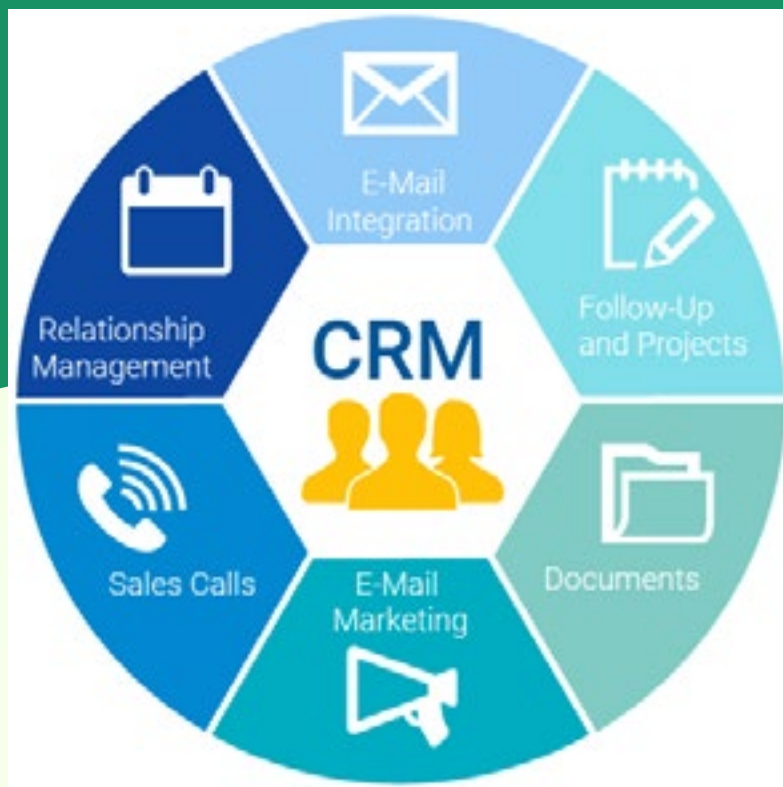 E-Mail
Integration
Follow-Up
and Projects
Documents
E-Mail
Marketing
Sales Calls
Relationship
Management
CRM